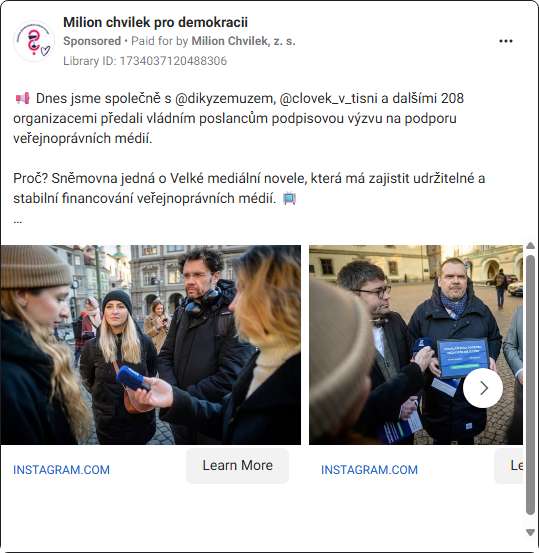 Milion chvilek pro demokracii
Sponsored • Paid for by Milion Chvilek, z. s.
Library ID: 1734037120488306
Dnes jsme společně s @dikyzemuzem, @clovek_v_tisni a dalšími 208
organizacemi předali vládním poslancům podpisovou výzvu na podporu
veřejnoprávních médií.
Proč? Sněmovna jedná o Velké mediální novele, která má zajistit udržitelné a
stabilní financování veřejnoprávních médií.
...
INSTAGRAM.COM
Learn More
INSTAGRAM.COM
Le